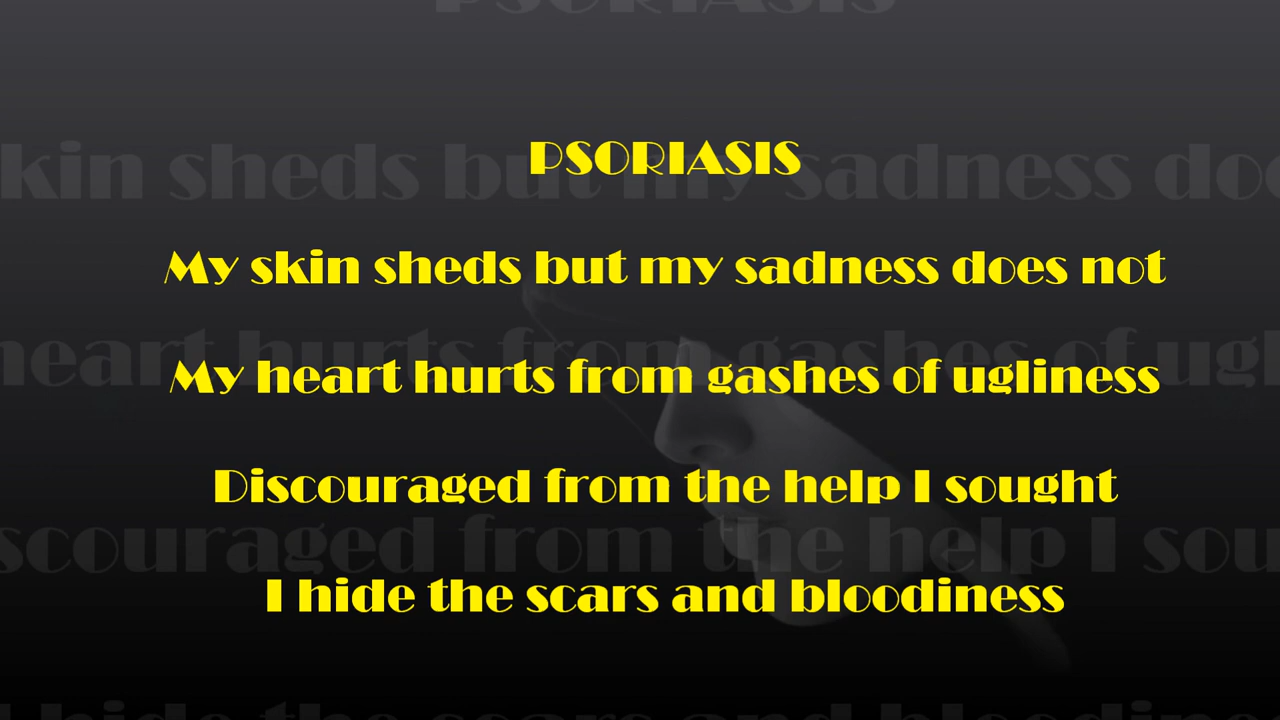 PSORIASIS
My skin sheds but my sadness does not
My heart hurts from gashes of ugliness
Discouraged from the help I sought
I hide the scars and bloodiness